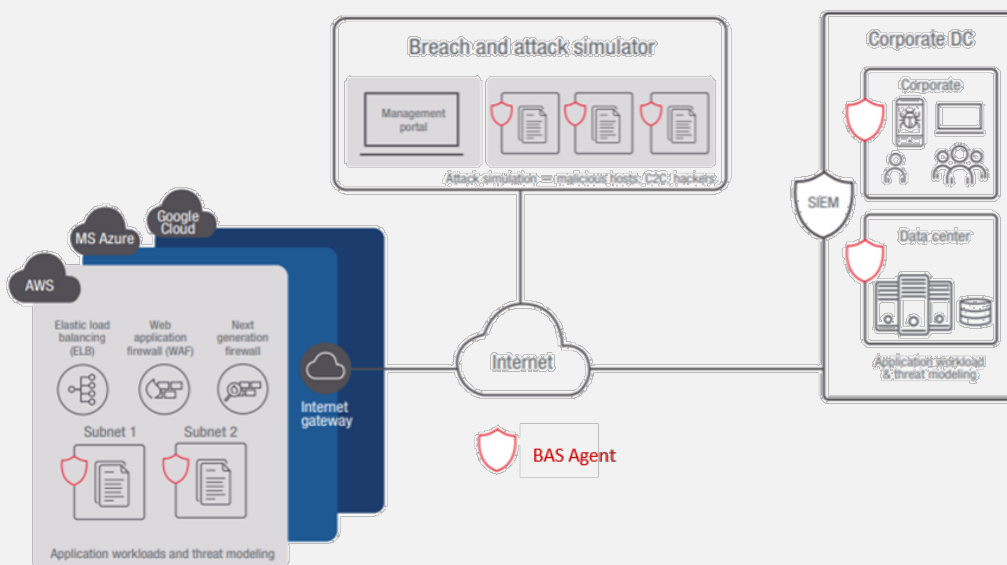 Breach and attack simulator
Management
portal
Attack simulation = malicious hosts, C2C, hackers
Corporate DC
Corporate
SIEM
Data center
Application workload
& threat modeling
Google
Cloud
MS Azure
AWS
Elastic load
balancing
(ELB)
Web
application
firewall (WAF)
Next
generation
firewall
Internet
gateway
Subnet 1
Subnet 2
Application workloads and threat modeling
Internet
BAS Agent